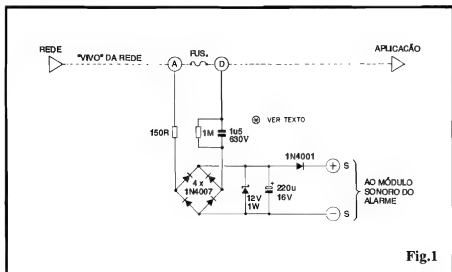 REDE
"VIVO" DA REDE
A
FUS.
D
APLICAÇÃO
150R
1M
1u5
630V
VER TEXTO
4 x
1N4007
12V
1W
220u
16V
1N4001
+ S
− S
AO MÓDULO
SONORO DO
ALARME
Fig.1